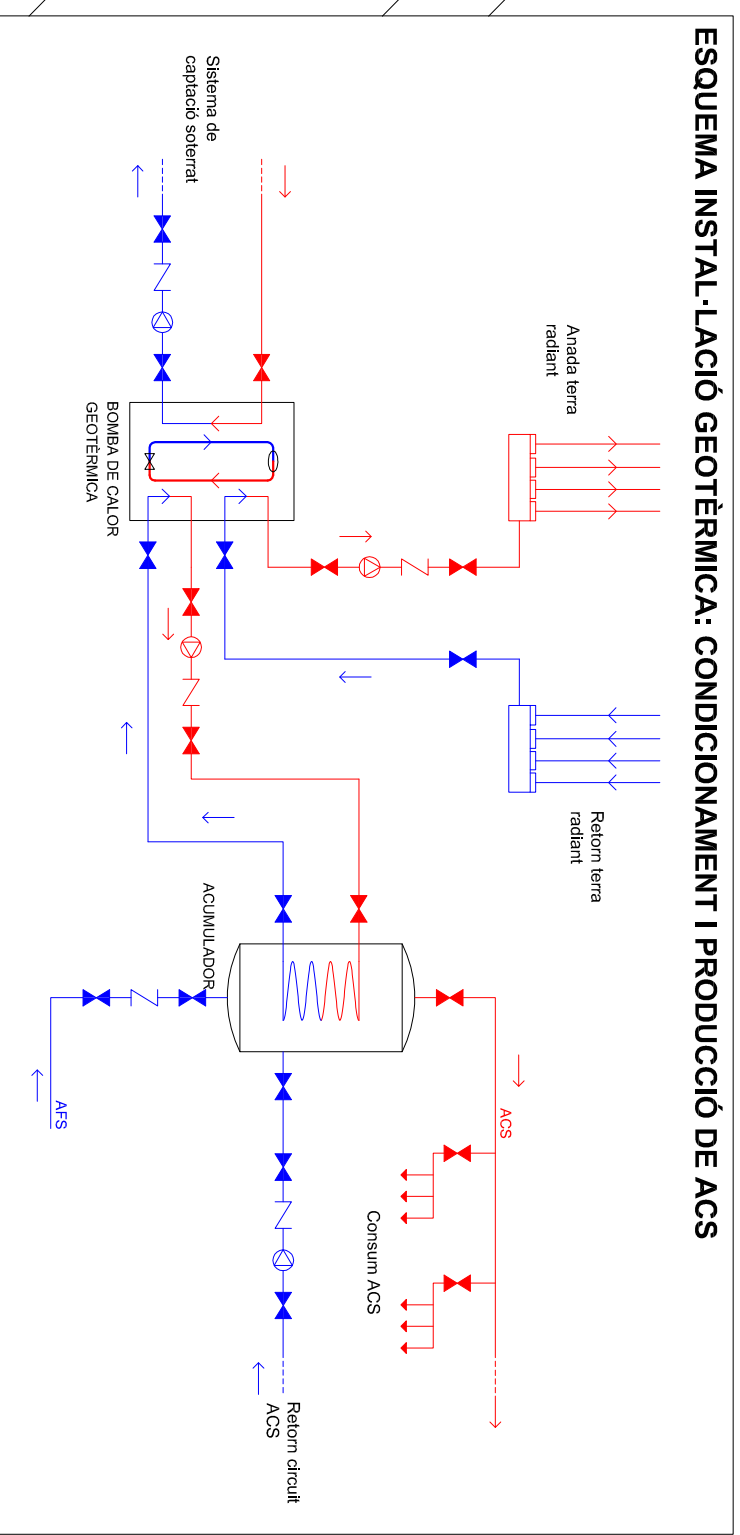 ESQUEMA INSTAL·LACIÓ GEOTÈRMICA: CONDICIONAMENT I PRODUCCIÓ DE ACS
Anada terra
radiant
Retorn terra
radiant
Sistema de
captació soterrat
BOMBA DE CALOR
GEOTÈRMICA
ACUMULADOR
ACS
Consum ACS
Retorn circuit
ACS
AFS